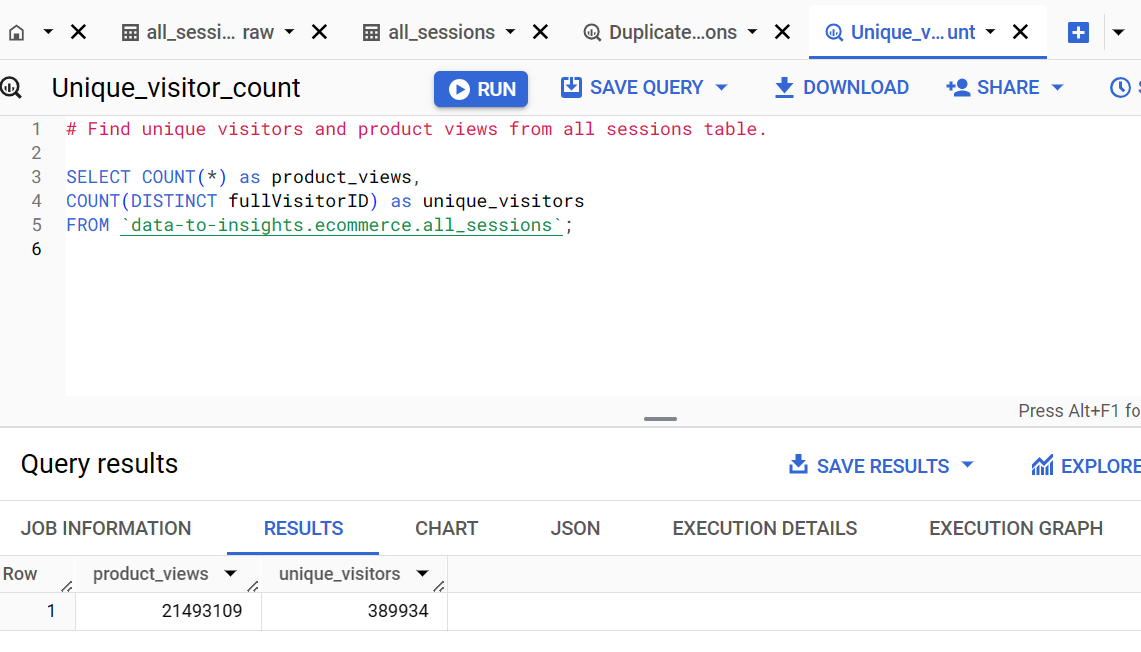 all_sessi... raw
all_sessions
Duplicate...ons
Unique_v...unt
Unique_visitor_count
RUN
SAVE QUERY
DOWNLOAD
SHARE
1 # Find unique visitors and product views from all sessions table.
2
3 SELECT COUNT(*) as product_views,
4 COUNT(DISTINCT fullVisitorID) as unique_visitors
5 FROM `data-to-insights.ecommerce.all_sessions`;
6
Press Alt+F1 fo
Query results
SAVE RESULTS
EXPLORE
JOB INFORMATION
RESULTS
CHART
JSON
EXECUTION DETAILS
EXECUTION GRAPH
Row product_views unique_visitors
1 21493109 389934